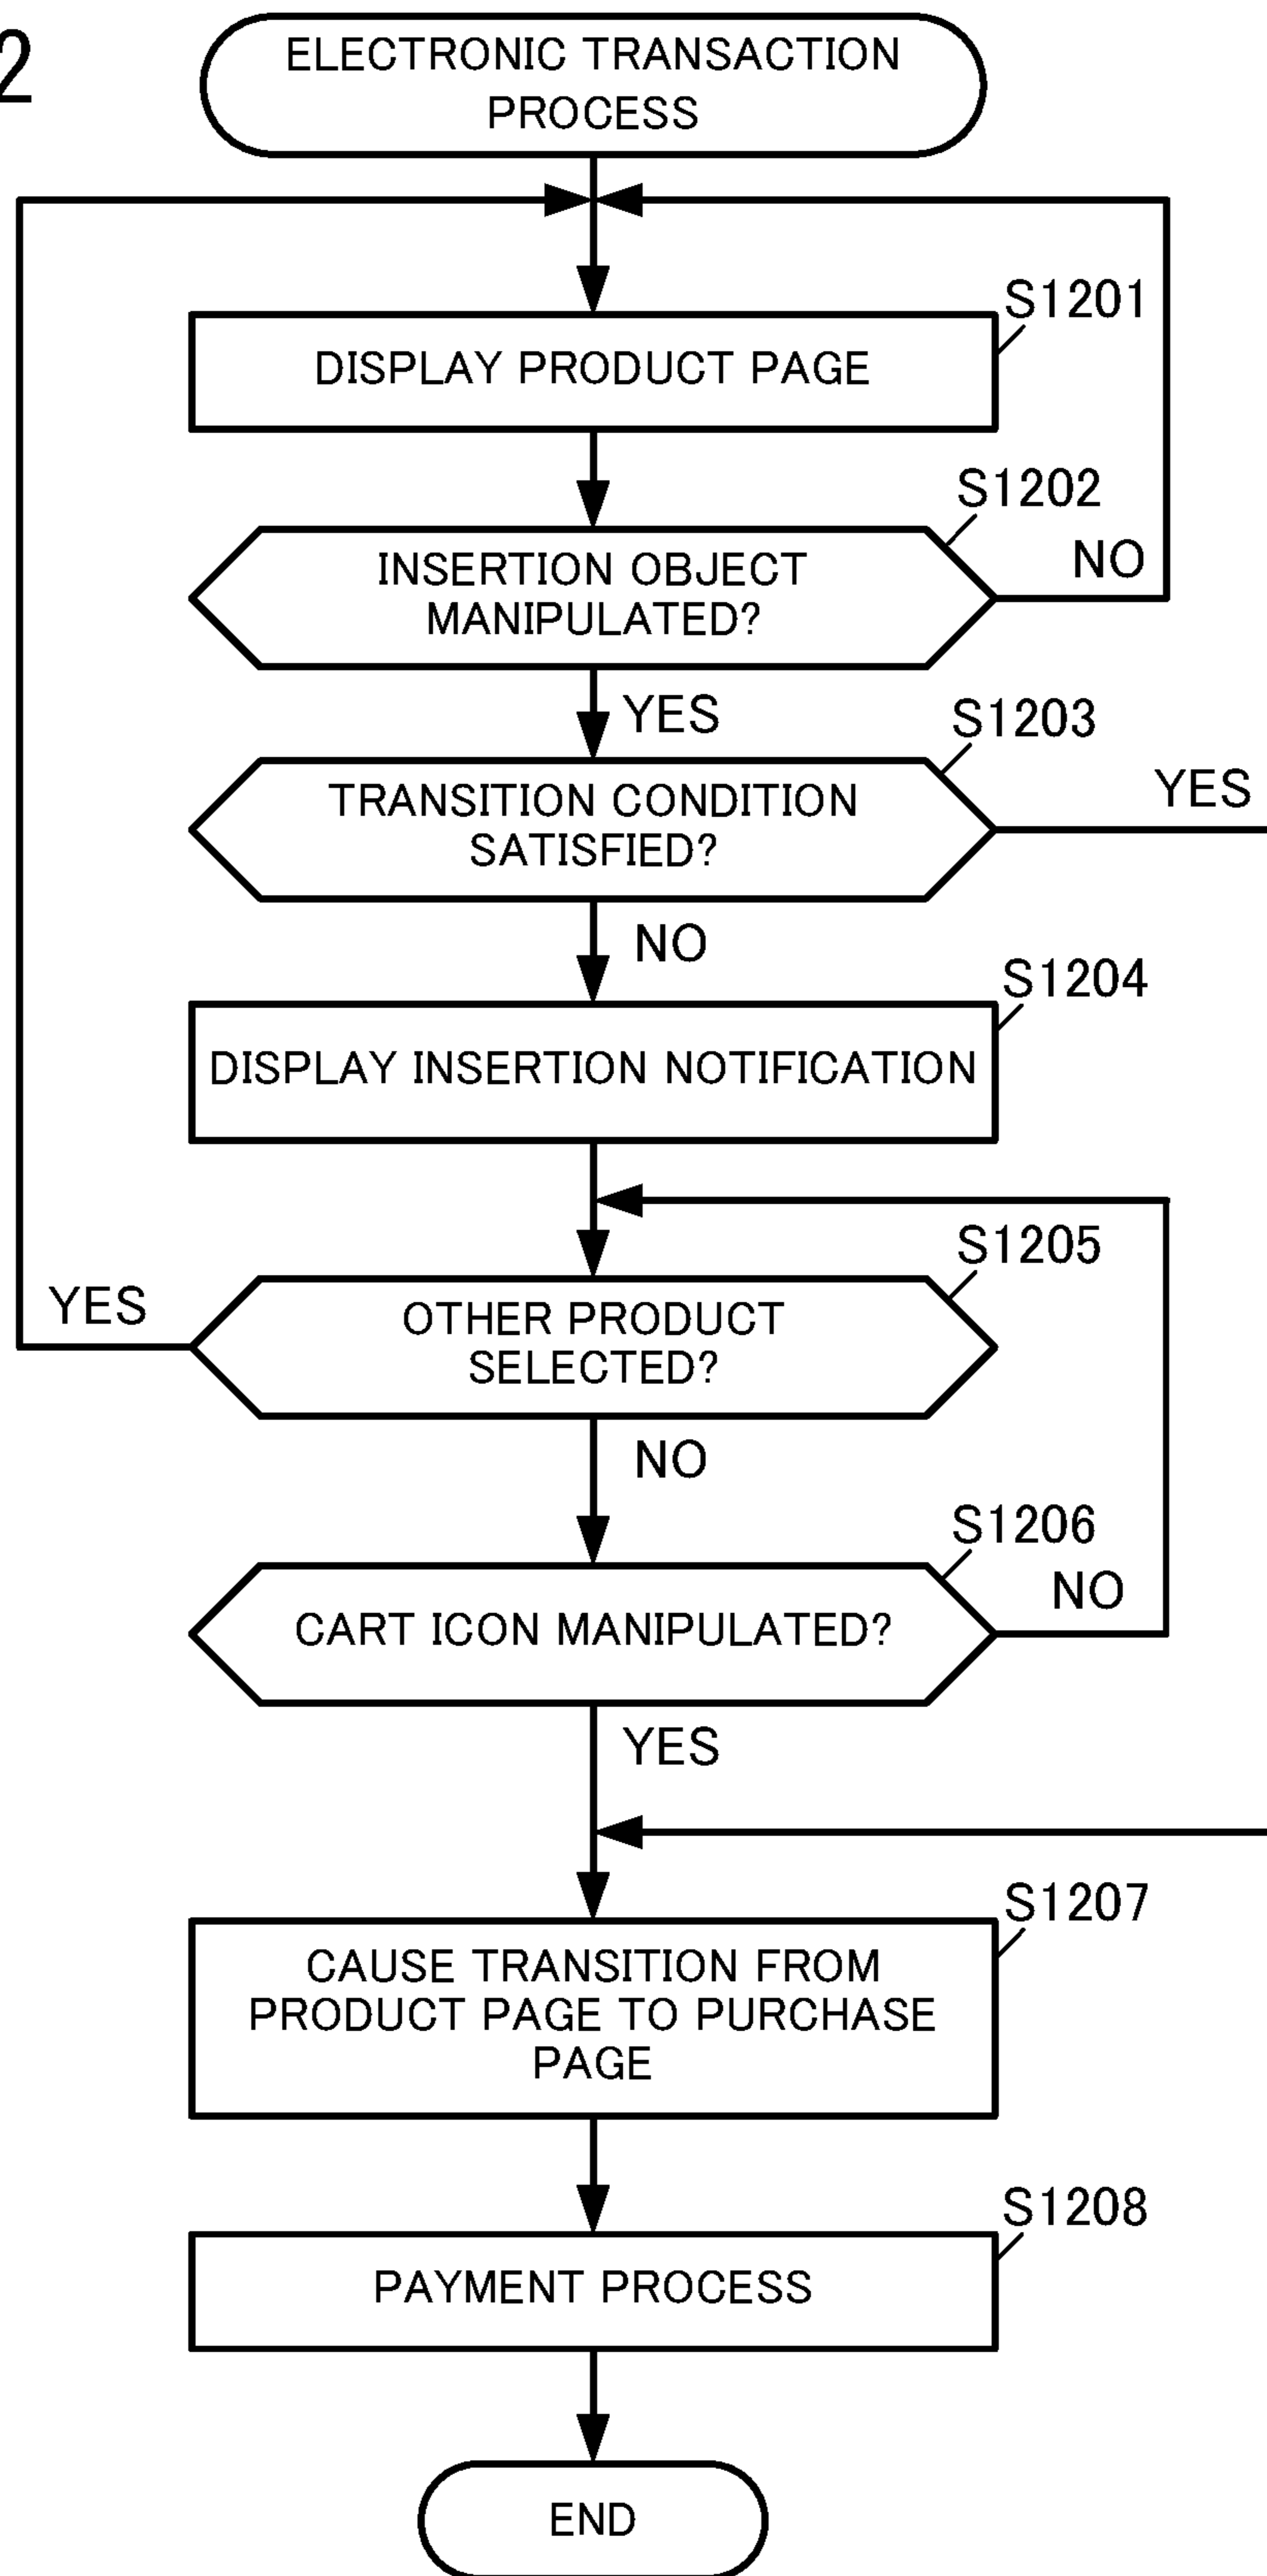 2
ELECTRONIC TRANSACTION
PROCESS
S1201
DISPLAY PRODUCT PAGE
S1202
INSERTION OBJECT
MANIPULATED?
NO
YES
S1203
TRANSITION CONDITION
SATISFIED?
YES
NO
S1204
DISPLAY INSERTION NOTIFICATION
S1205
YES
OTHER PRODUCT
SELECTED?
NO
S1206
CART ICON MANIPULATED?
NO
YES
S1207
CAUSE TRANSITION FROM
PRODUCT PAGE TO PURCHASE
PAGE
S1208
PAYMENT PROCESS
END